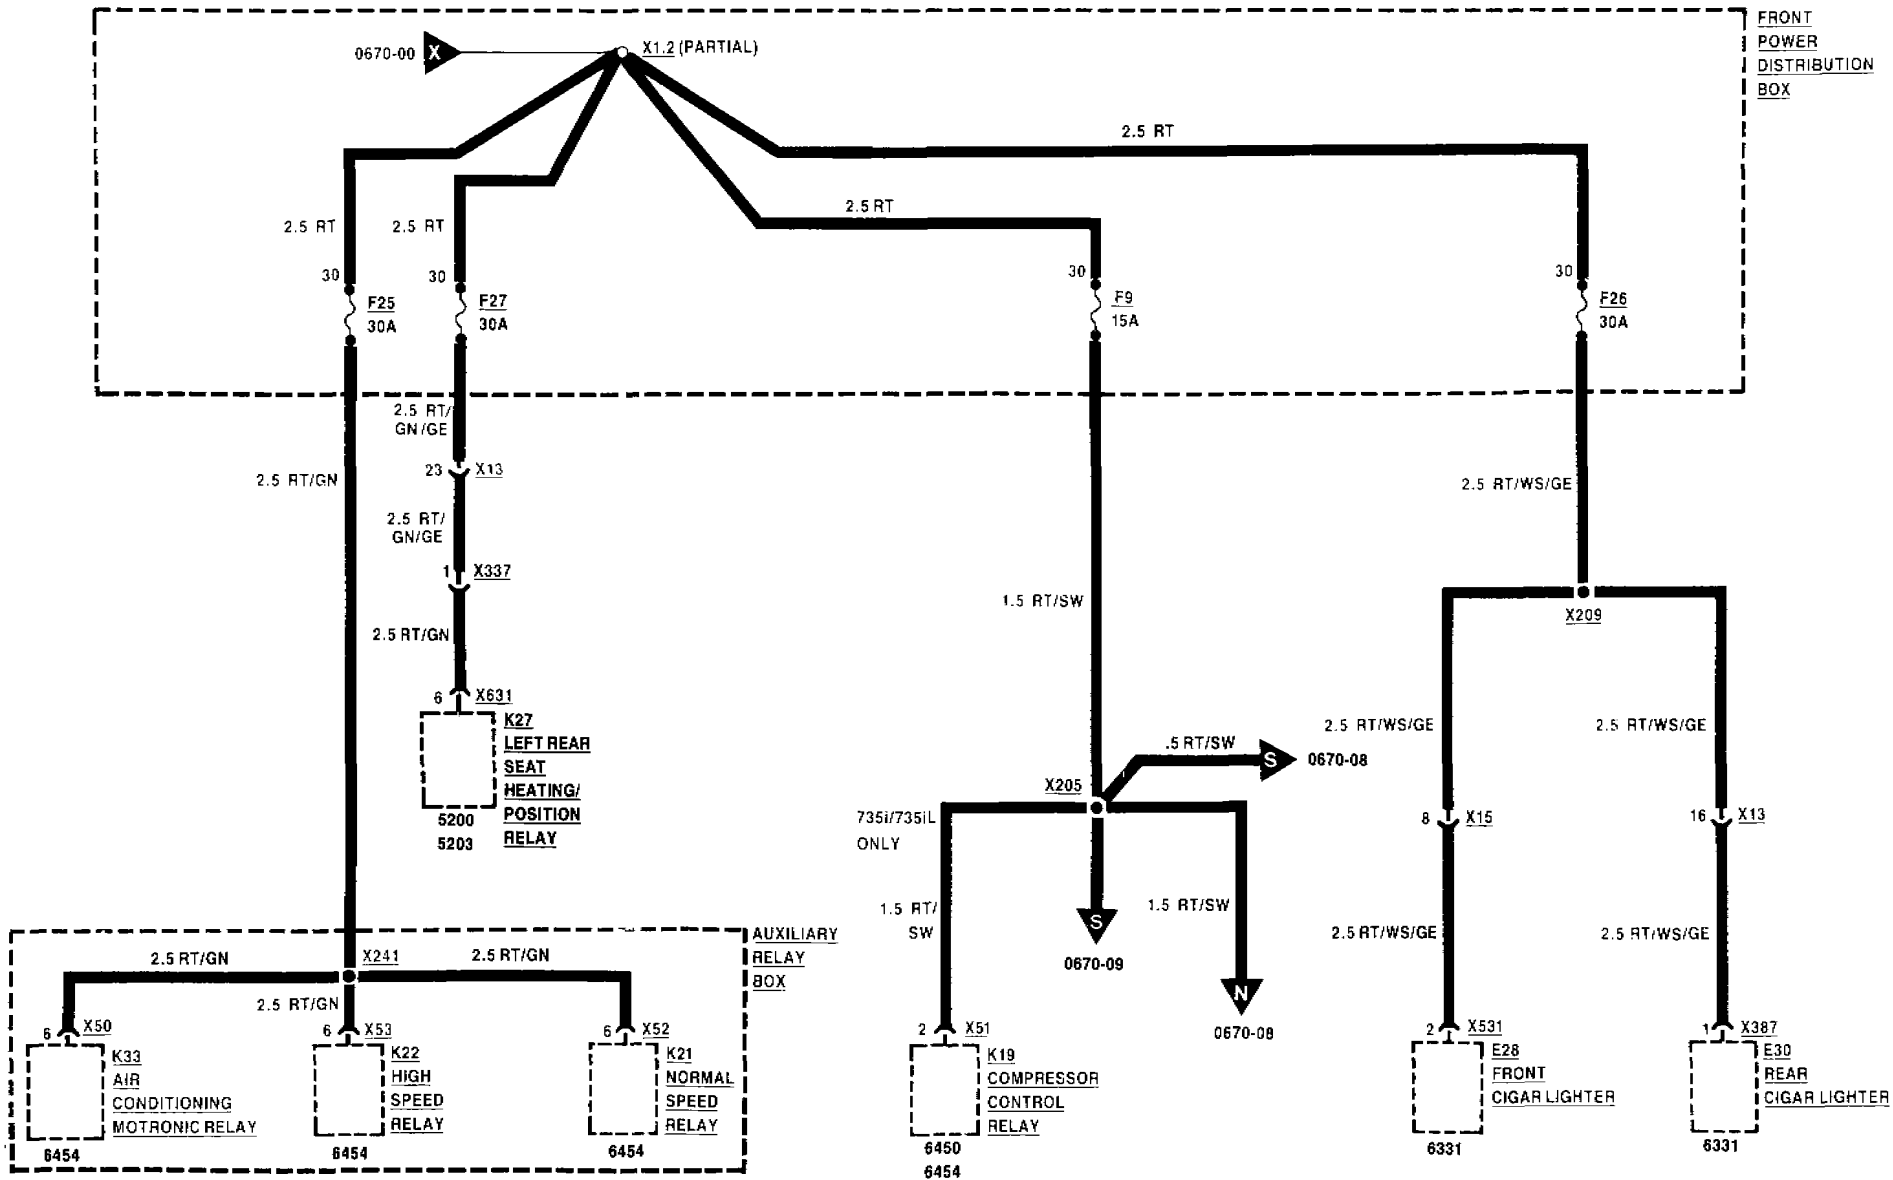 FRONT
POWER
DISTRIBUTION
BOX
0670-00
X
X1.2 (PARTIAL)
2.5 RT
2.5 RT
2.5 RT
2.5 RT
30
30
30
30
F25
30A
F27
30A
F9
15A
F26
30A
2.5 RT/
GN/GE
23
X13
2.5 RT/GN
2.5 RT/WS/GE
2.5 RT/
GN/GE
1
X337
1.5 RT/SW
X209
2.5 RT/GN
6
X631
K27
LEFT REAR
SEAT
HEATING/
POSITION
RELAY
5200
5203
2.5 RT/WS/GE
2.5 RT/WS/GE
.5 RT/SW
S
0670-08
X205
735i/735iL
ONLY
8
X15
16
X13
1.5 RT/
SW
S
0670-09
1.5 RT/SW
N
0670-08
2.5 RT/WS/GE
2.5 RT/WS/GE
AUXILIARY
RELAY
BOX
2.5 RT/GN
X241
2.5 RT/GN
2.5 RT/GN
6
X50
6
X53
6
X52
2
X51
2
X531
1
X387
K33
AIR
CONDITIONING
MOTRONIC RELAY
6454
K22
HIGH
SPEED
RELAY
6454
K21
NORMAL
SPEED
RELAY
6454
K19
COMPRESSOR
CONTROL
RELAY
6450
6454
E28
FRONT
CIGAR LIGHTER
6331
E30
REAR
CIGAR LIGHTER
6331